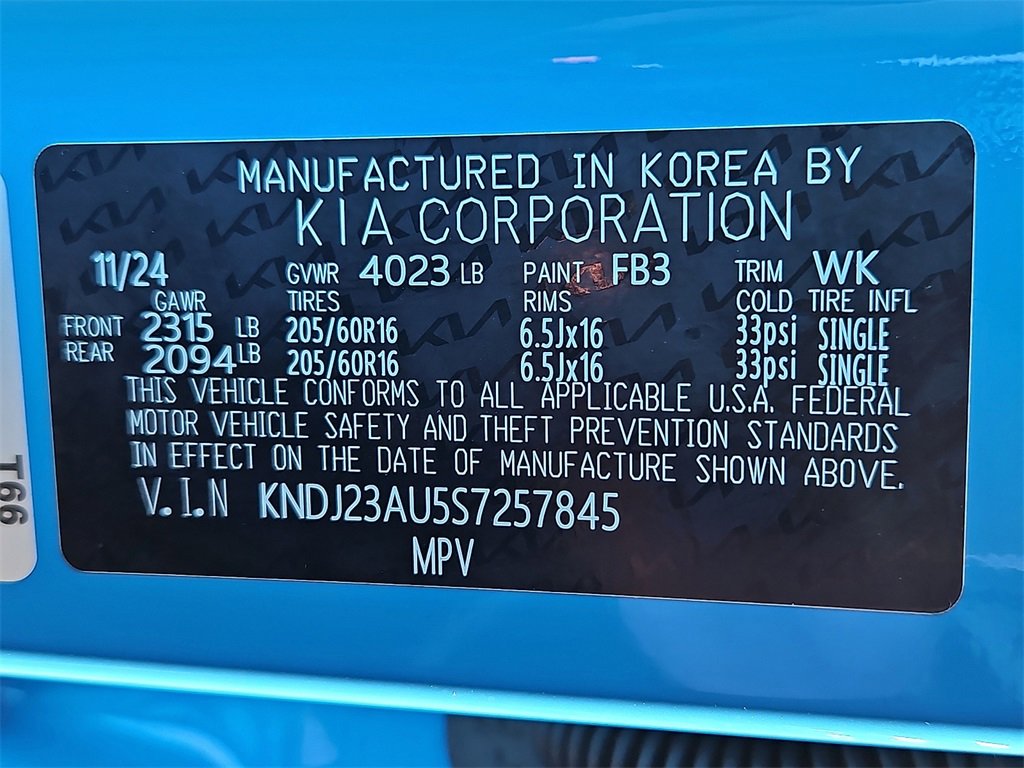 MANUFACTURED IN KOREA BY
KIA CORPORATION
11/24 GVWR 4023 LB PAINT FB3 TRIM WK
GAWR TIRES RIMS COLD TIRE INFL
FRONT 2315 LB 205/60R16 6.5Jx16 33psi SINGLE
REAR 2094 LB 205/60R16 6.5Jx16 33psi SINGLE
THIS VEHICLE CONFORMS TO ALL APPLICABLE U.S.A. FEDERAL
MOTOR VEHICLE SAFETY AND THEFT PREVENTION STANDARDS
IN EFFECT ON THE DATE OF MANUFACTURE SHOWN ABOVE.
V.I.N KNDJ23AU5S7257845
MPV
T66